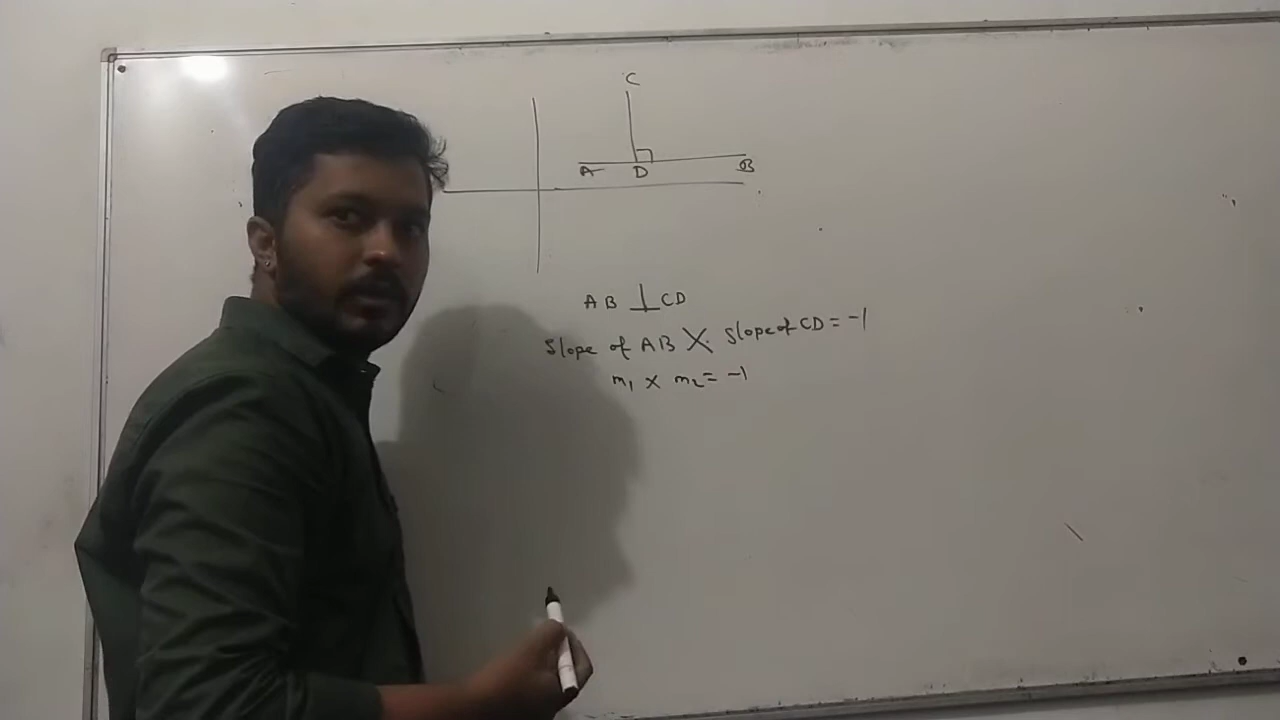 C
A D B
AB ⊥ CD
Slope of AB × Slope of CD = -1
m₁ × m₂ = -1